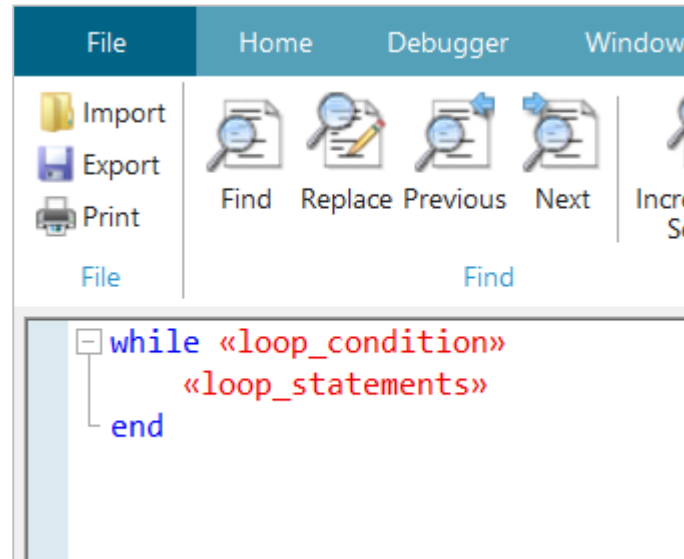 File Home Debugger Window
Import
Export
Print
Find Replace Previous Next
File Find
while «loop_condition»
«loop_statements»
end